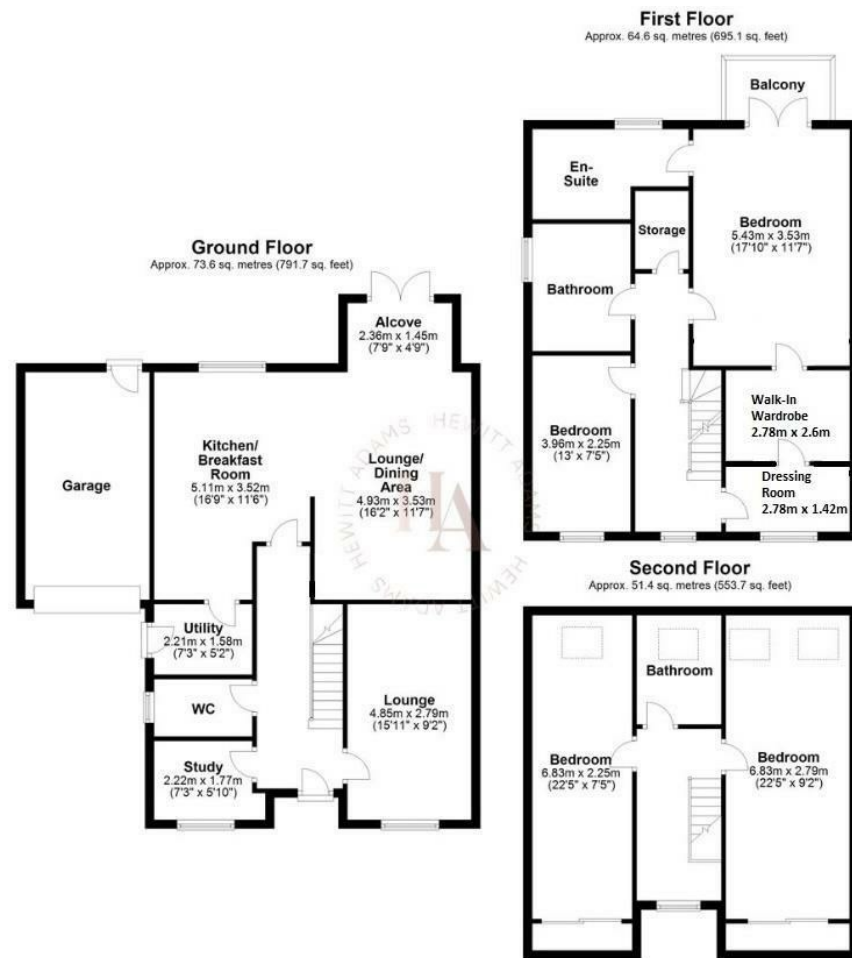 Ground Floor
Approx. 73.6 sq. metres (791.7 sq. feet)
Alcove
2.36m x 1.45m
(7'9" x 4'9")
Garage
Kitchen/
Breakfast
Room
5.11m x 3.52m
(16'9" x 11'6")
Lounge/
Dining
Area
4.93m x 3.53m
(16'2" x 11'7")
HEWITT ADAMS HEWITT ADAMS HEWITT ADAMS
HA
Utility
2.21m x 1.58m
(7'3" x 5'2")
WC
Lounge
4.85m x 2.79m
(15'11" x 9'2")
Study
2.22m x 1.77m
(7'3" x 5'10")
First Floor
Approx. 64.6 sq. metres (695.1 sq. feet)
Balcony
En-
Suite
Storage
Bedroom
5.43m x 3.53m
(17'10" x 11'7")
Bathroom
Bedroom
3.96m x 2.25m
(13' x 7'5")
Walk-In
Wardrobe
2.78m x 2.6m
Dressing
Room
2.78m x 1.42m
Second Floor
Approx. 51.4 sq. metres (553.7 sq. feet)
Bathroom
Bedroom
6.83m x 2.25m
(22'5" x 7'5")
Bedroom
6.83m x 2.79m
(22'5" x 9'2")